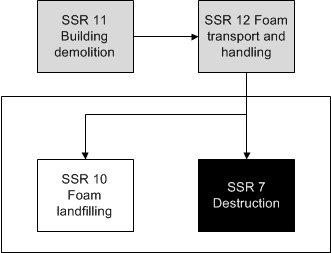 SSR 11
Building
demolition
SSR 12 Foam
transport and
handling
SSR 10
Foam
landfilling
SSR 7
Destruction